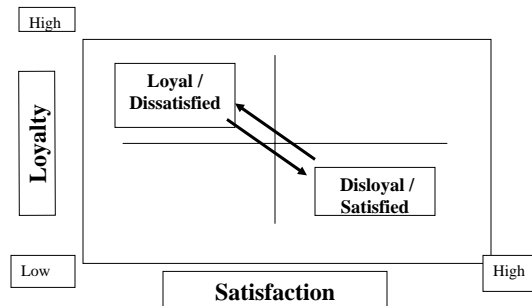 High
Loyal /
Dissatisfied
Loyalty
Disloyal /
Satisfied
Low
High
Satisfaction